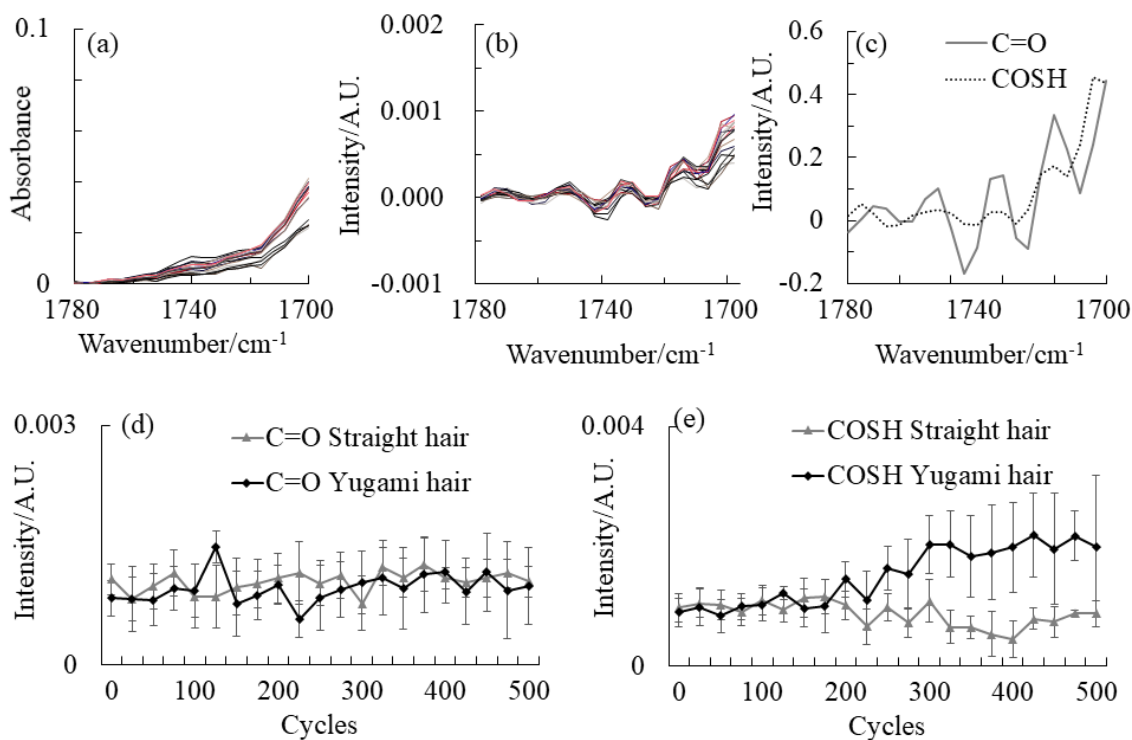 (a)
0.1
Absorbance
0
1780 1740 1700
Wavenumber/cm-1
(b)
0.002
0.001
0.000
-0.001
Intensity/A.U.
1780 1740 1700
Wavenumber/cm-1
(c)
C=O
COSH
0.6
0.4
0.2
0
-0.2
Intensity/A.U.
1780 1740 1700
Wavenumber/cm-1
(d)
C=O Straight hair
C=O Yugami hair
0.003
Intensity/A.U.
0
0 100 200 300 400 500
Cycles
(e)
COSH Straight hair
COSH Yugami hair
0.004
Intensity/A.U.
0
0 100 200 300 400 500
Cycles